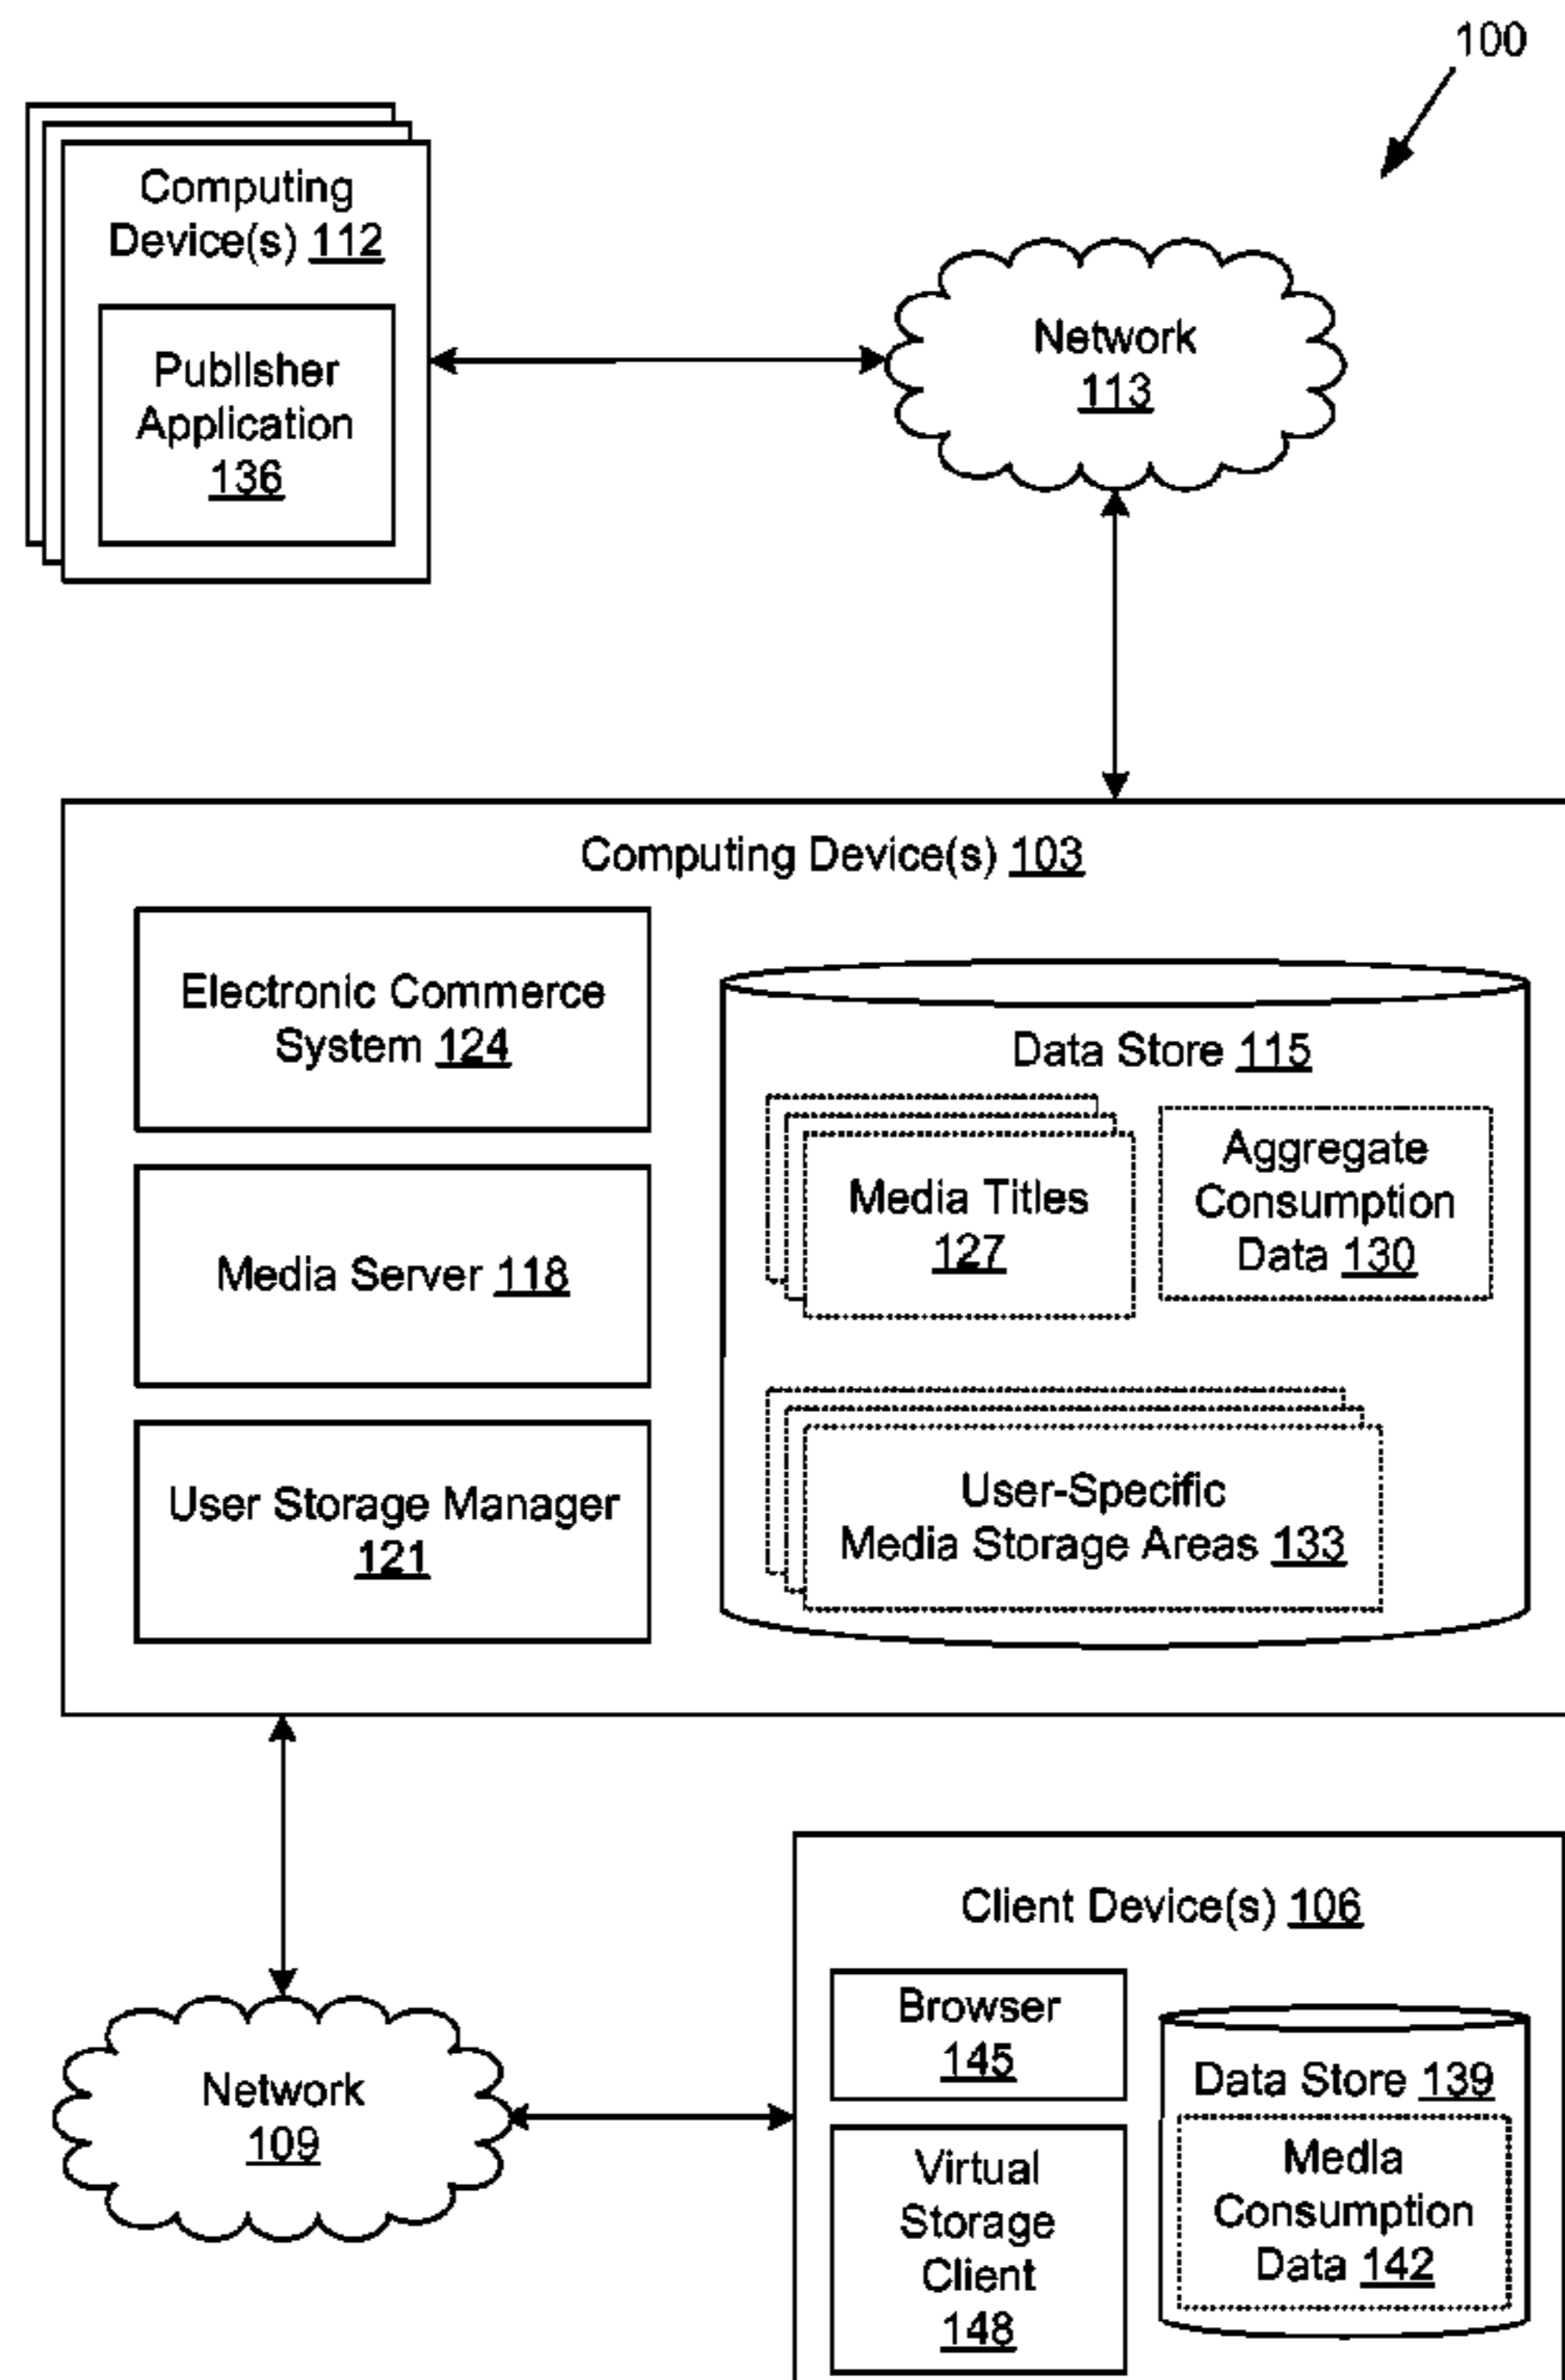 100
Computing
Device(s) 112
Publisher
Application
136
Network
113
Computing Device(s) 103
Electronic Commerce
System 124
Media Server 118
User Storage Manager
121
Data Store 115
Media Titles
127
Aggregate
Consumption
Data 130
User-Specific
Media Storage Areas 133
Network
109
Client Device(s) 106
Browser
145
Virtual
Storage
Client
148
Data Store 139
Media
Consumption
Data 142